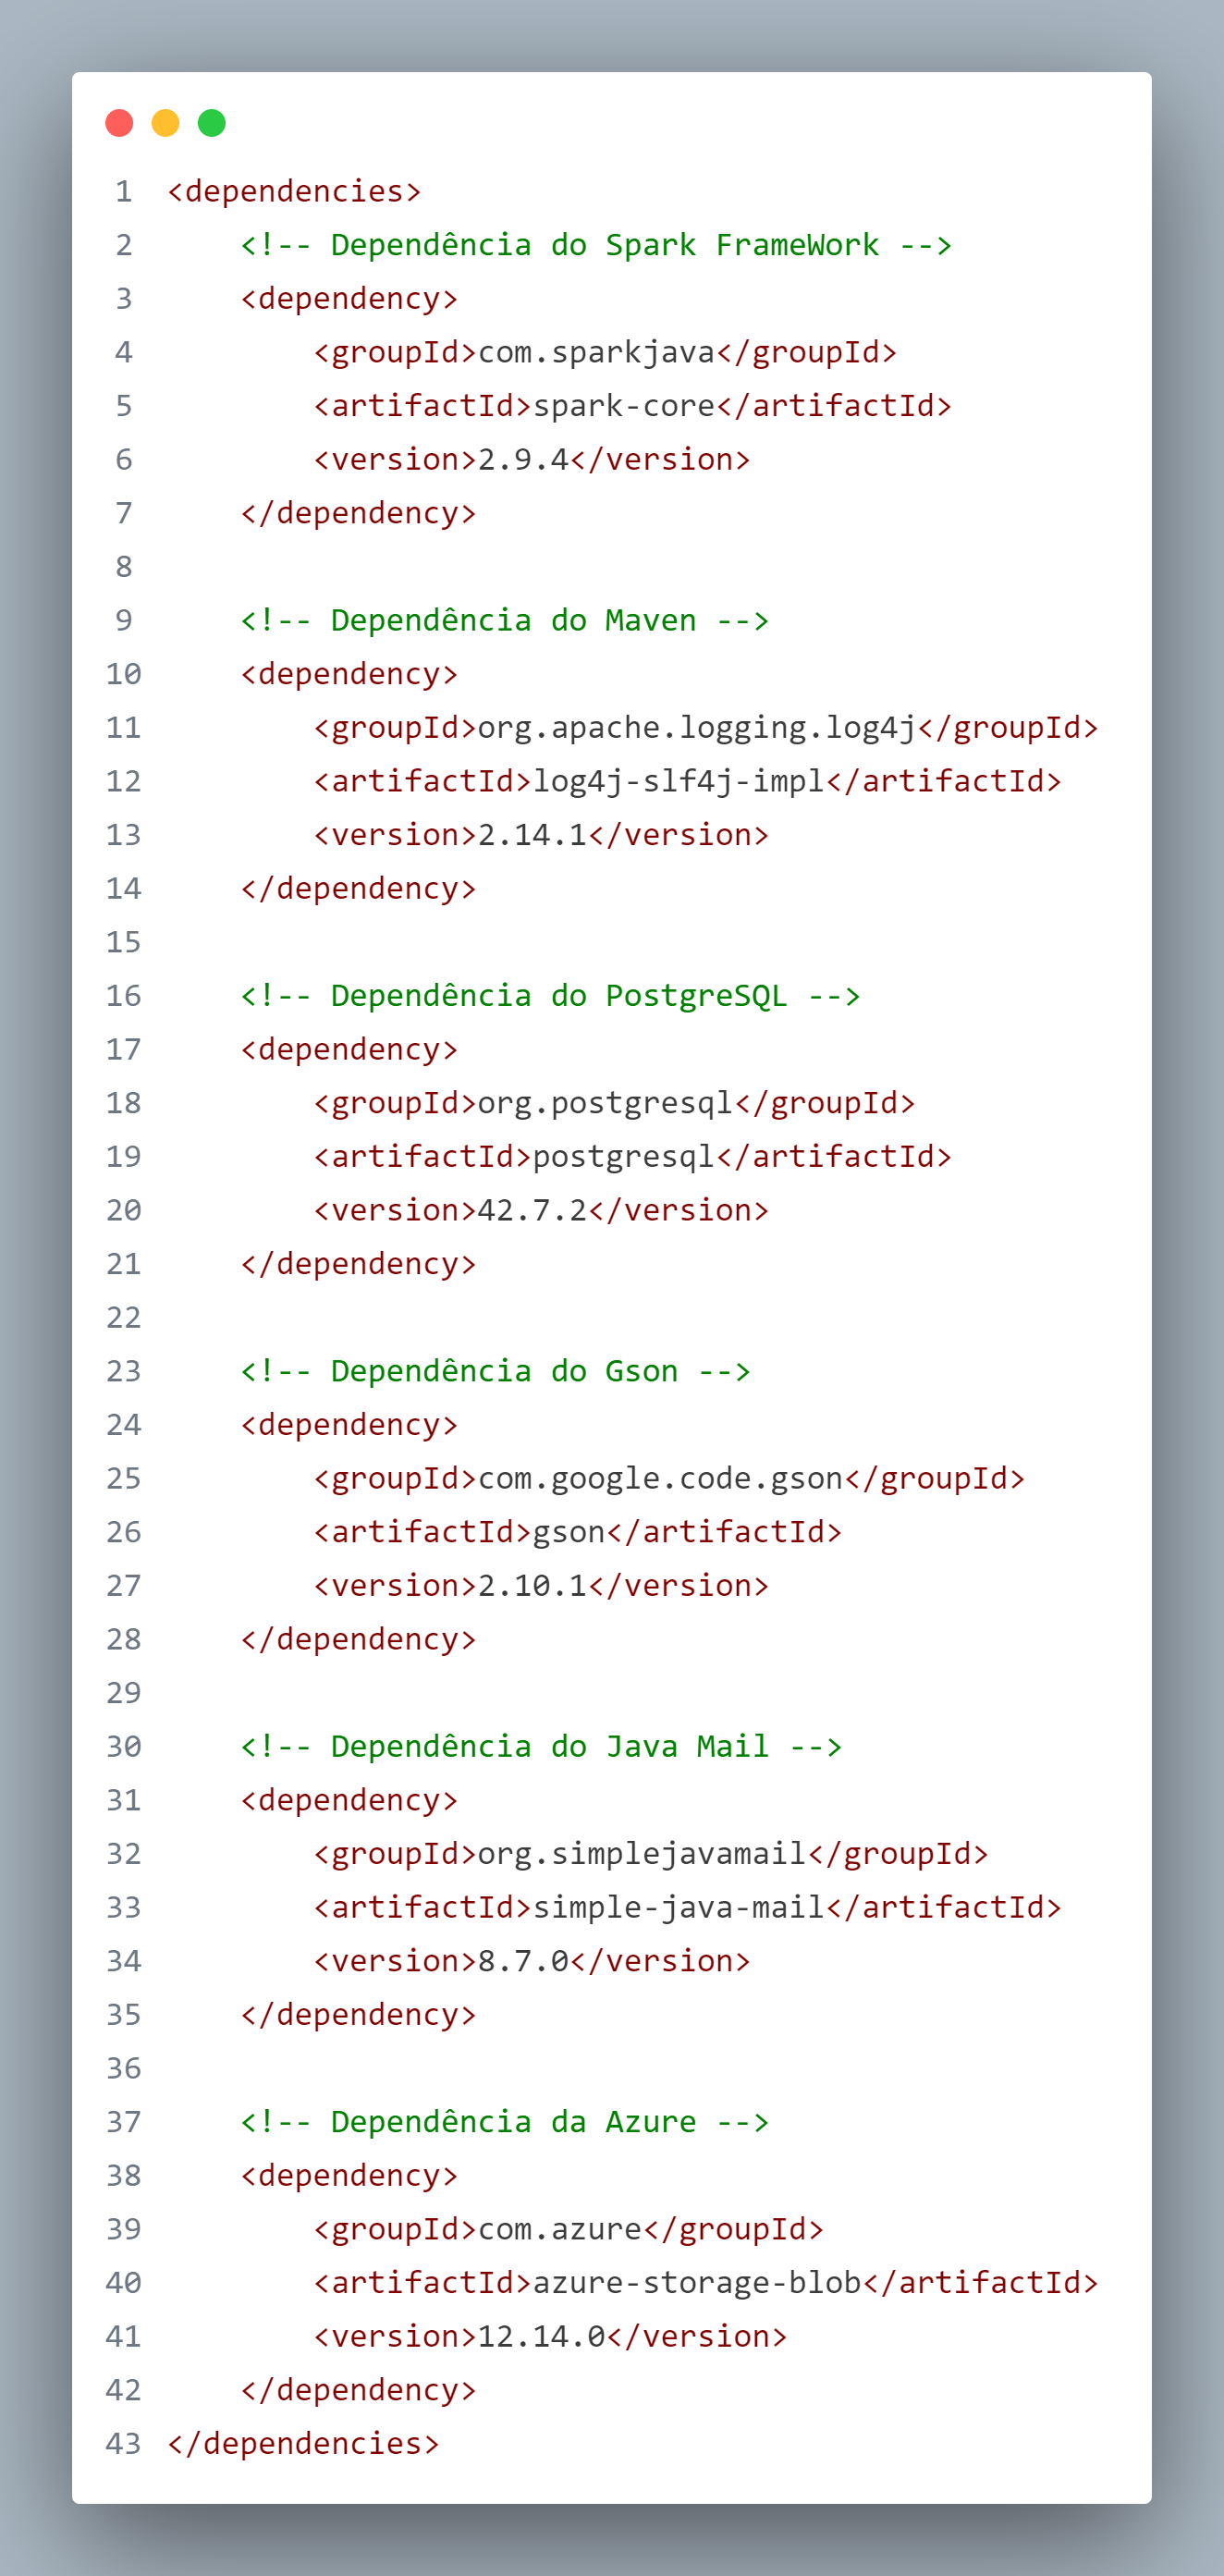 1 <dependencies>
2     <!-- Dependência do Spark FrameWork -->
3     <dependency>
4         <groupId>com.sparkjava</groupId>
5         <artifactId>spark-core</artifactId>
6         <version>2.9.4</version>
7     </dependency>
8
9     <!-- Dependência do Maven -->
10     <dependency>
11         <groupId>org.apache.logging.log4j</groupId>
12         <artifactId>log4j-slf4j-impl</artifactId>
13         <version>2.14.1</version>
14     </dependency>
15
16     <!-- Dependência do PostgreSQL -->
17     <dependency>
18         <groupId>org.postgresql</groupId>
19         <artifactId>postgresql</artifactId>
20         <version>42.7.2</version>
21     </dependency>
22
23     <!-- Dependência do Gson -->
24     <dependency>
25         <groupId>com.google.code.gson</groupId>
26         <artifactId>gson</artifactId>
27         <version>2.10.1</version>
28     </dependency>
29
30     <!-- Dependência do Java Mail -->
31     <dependency>
32         <groupId>org.simplejavamail</groupId>
33         <artifactId>simple-java-mail</artifactId>
34         <version>8.7.0</version>
35     </dependency>
36
37     <!-- Dependência da Azure -->
38     <dependency>
39         <groupId>com.azure</groupId>
40         <artifactId>azure-storage-blob</artifactId>
41         <version>12.14.0</version>
42     </dependency>
43 </dependencies>